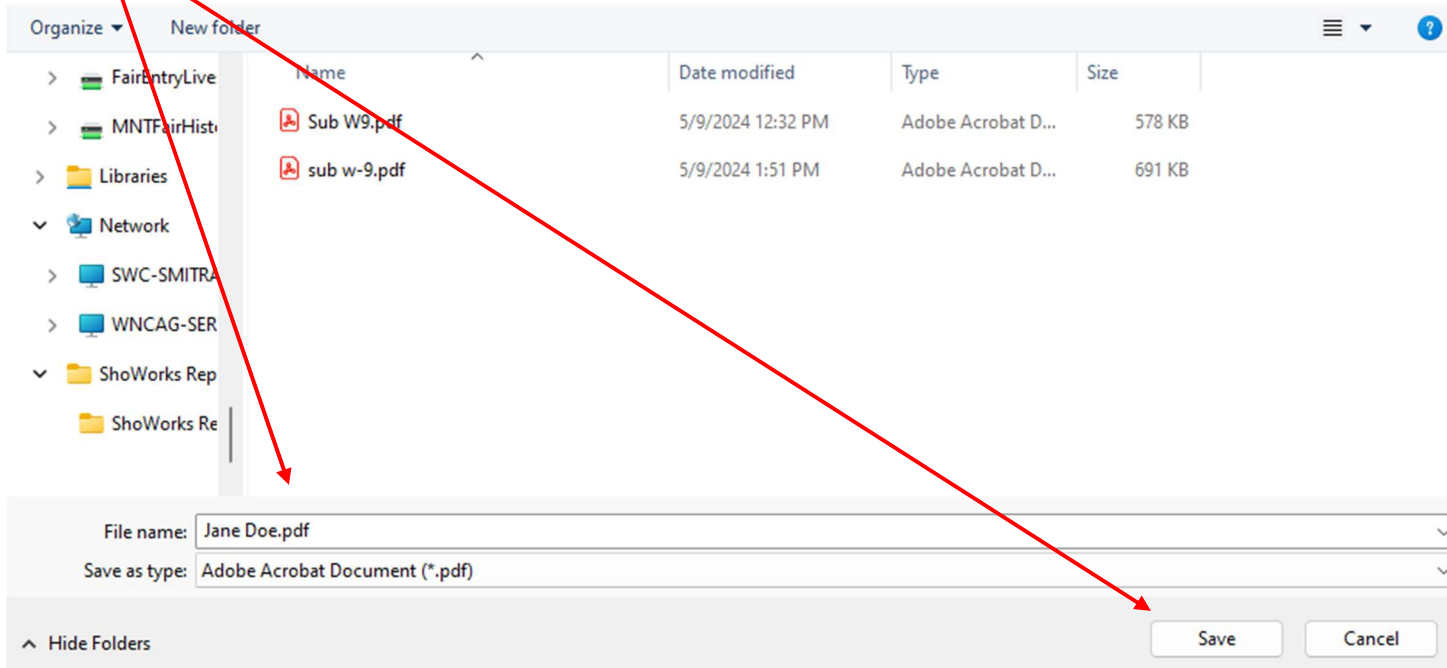 Organize New folder ?
Name Date modified Type Size
FairEntryLive
MNTFairHist
Libraries
Network
SWC-SMITRA
WNCAG-SER
ShoWorks Rep
ShoWorks Re
Sub W9.pdf 5/9/2024 12:32 PM Adobe Acrobat D... 578 KB
sub w-9.pdf 5/9/2024 1:51 PM Adobe Acrobat D... 691 KB
File name: Jane Doe.pdf
Save as type: Adobe Acrobat Document (*.pdf)
Hide Folders Save Cancel